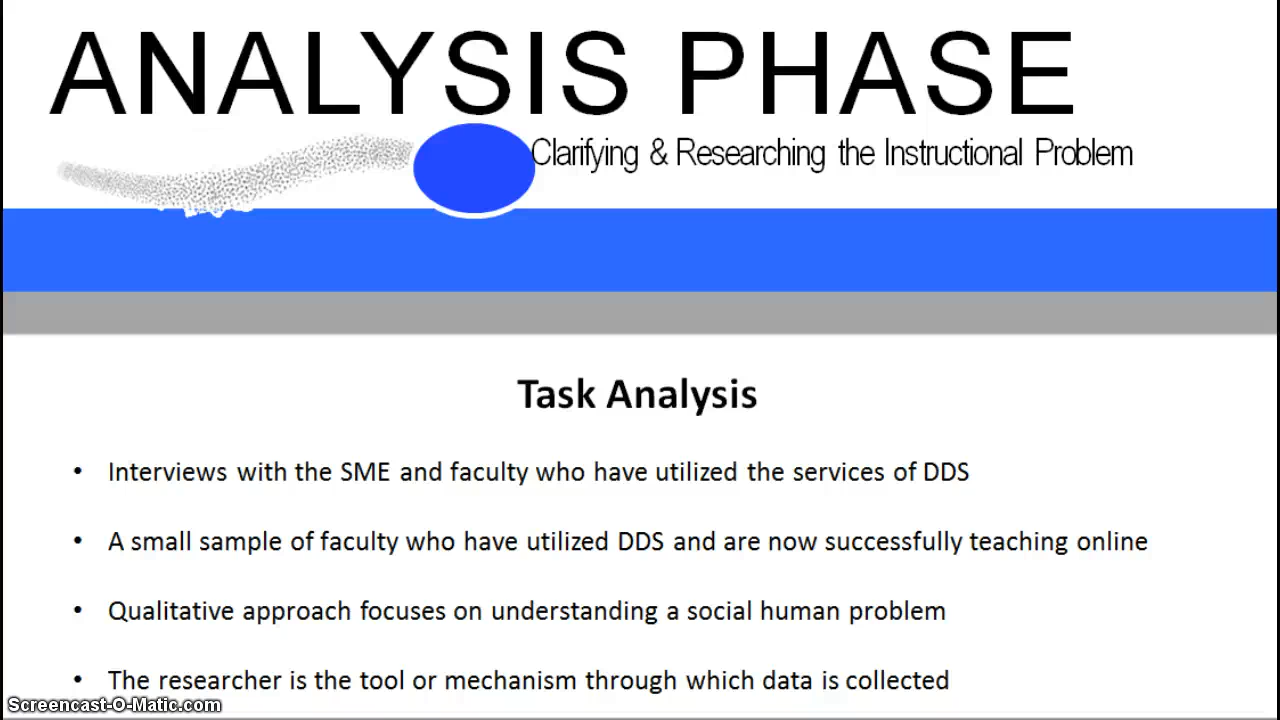 ANALYSIS PHASE
Clarifying & Researching the Instructional Problem
Task Analysis
• Interviews with the SME and faculty who have utilized the services of DDS
• A small sample of faculty who have utilized DDS and are now successfully teaching online
• Qualitative approach focuses on understanding a social human problem
• The researcher is the tool or mechanism through which data is collected
Screencast-O-Matic.com